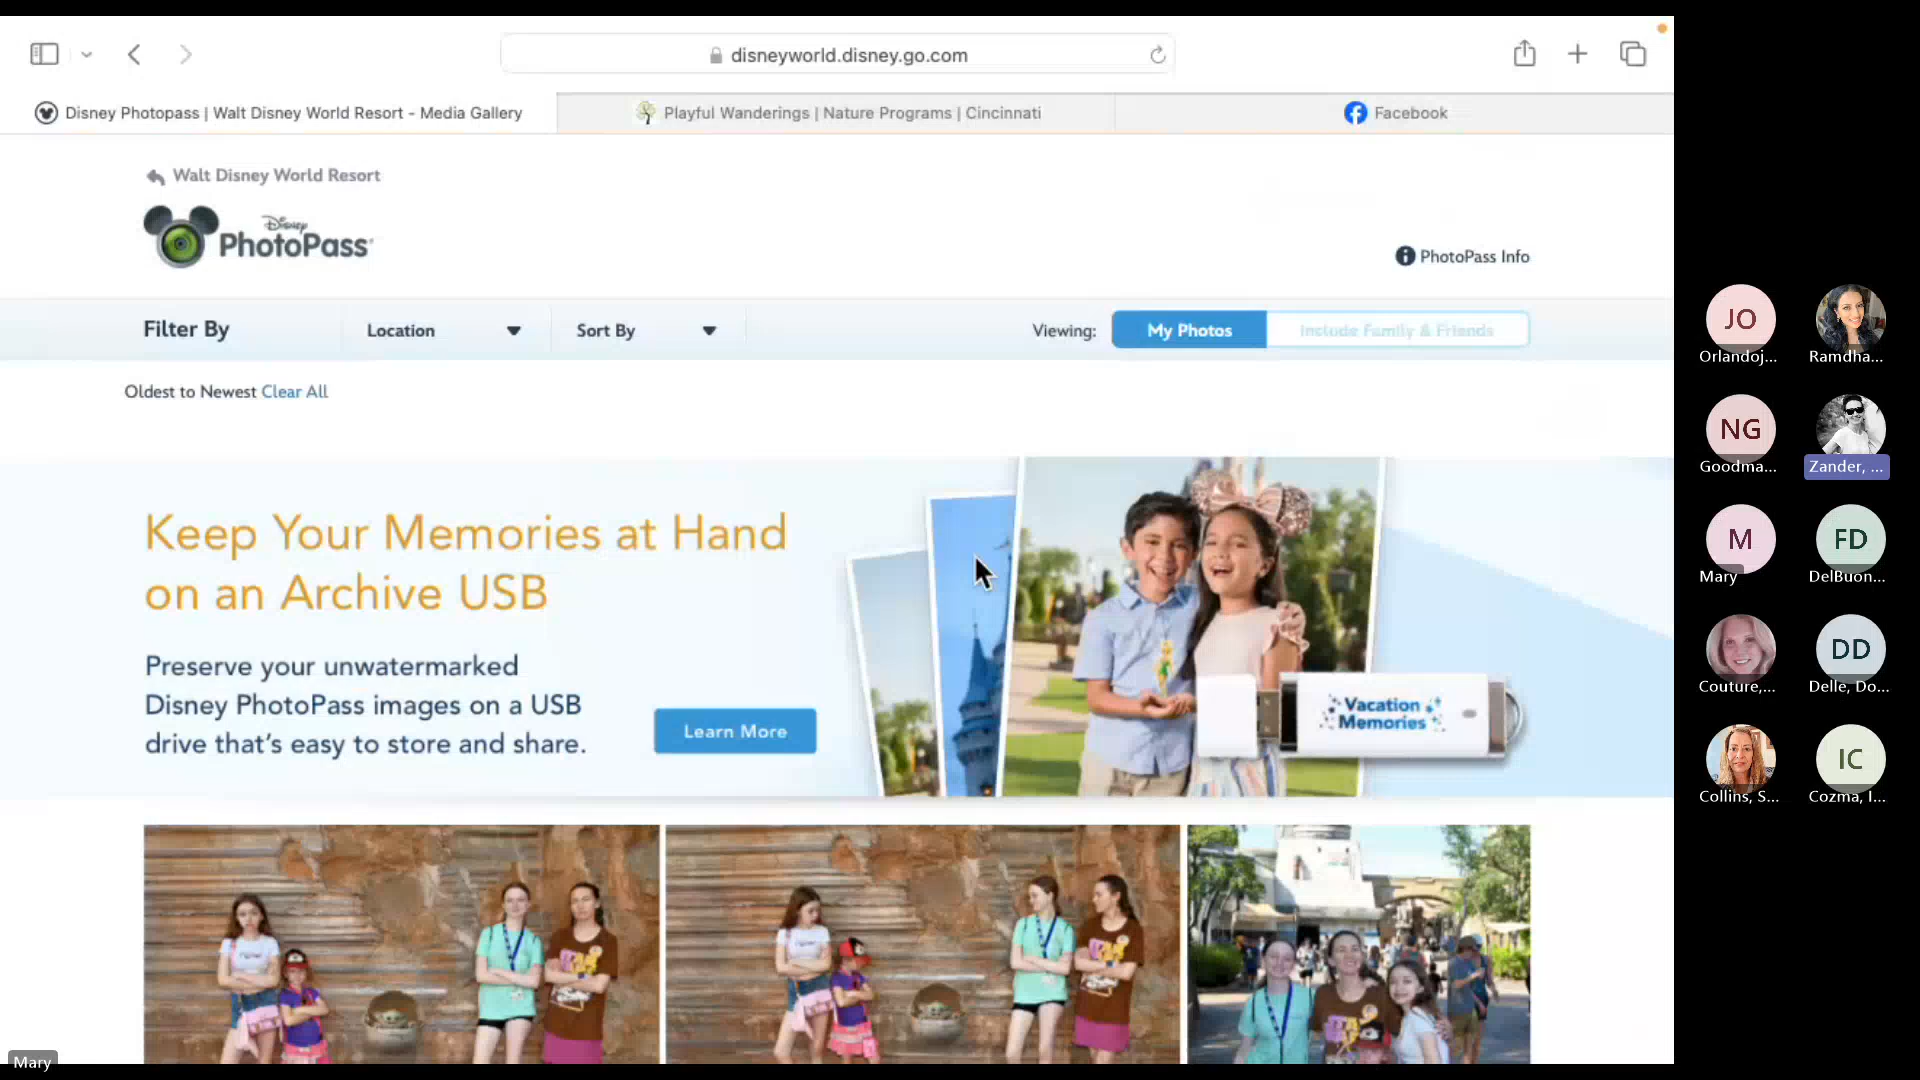 disneyworld.disney.go.com
Disney Photopass | Walt Disney World Resort - Media Gallery
Playful Wanderings | Nature Programs | Cincinnati
Facebook
Walt Disney World Resort
Disney
PhotoPass
PhotoPass Info
Filter By
Location
Sort By
Viewing:
My Photos
Include Family & Friends
Oldest to Newest Clear All
Keep Your Memories at Hand
on an Archive USB
Preserve your unwatermarked
Disney PhotoPass images on a USB
drive that's easy to store and share.
Learn More
Vacation
Memories
JO
Orlandoj...
Ramdha...
NG
Goodma...
Zander, ...
M
Mary
FD
DelBuon...
Couture,...
DD
Delle, Do...
Collins, S...
IC
Cozma, I...
Mary